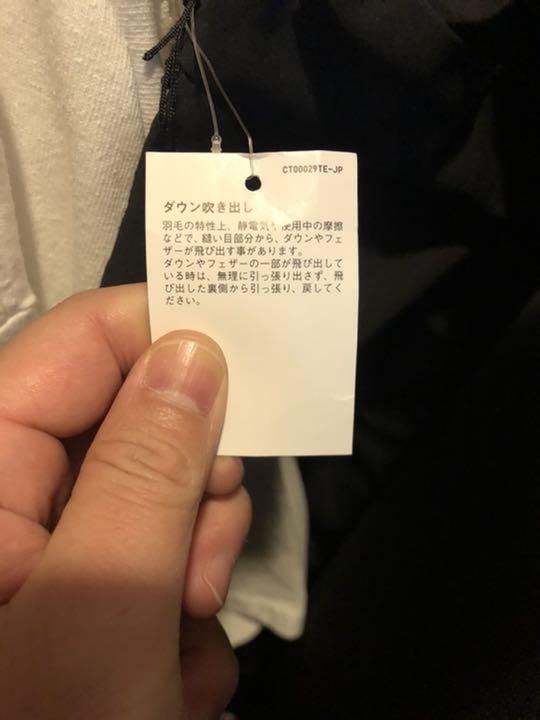 CT00029TE-JP
ダウン吹き出し
羽毛の特性上、静電気や使用中の摩擦
などで、縫い目部分から、ダウンやフェ
ザーが飛び出す事があります。
ダウンやフェザーの一部が飛び出して
いる時は、無理に引っ張り出さず、飛
び出した裏側から引っ張り、戻してく
ださい。